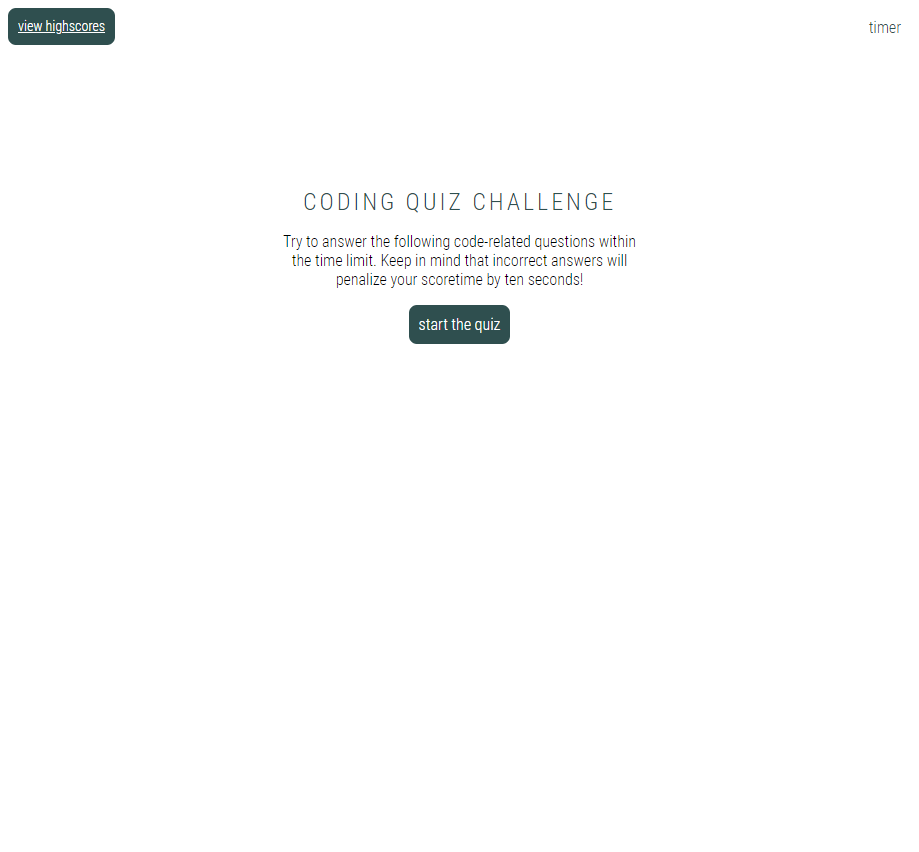 view highscores
timer
CODING QUIZ CHALLENGE
Try to answer the following code-related questions within
the time limit. Keep in mind that incorrect answers will
penalize your scoretime by ten seconds!
start the quiz